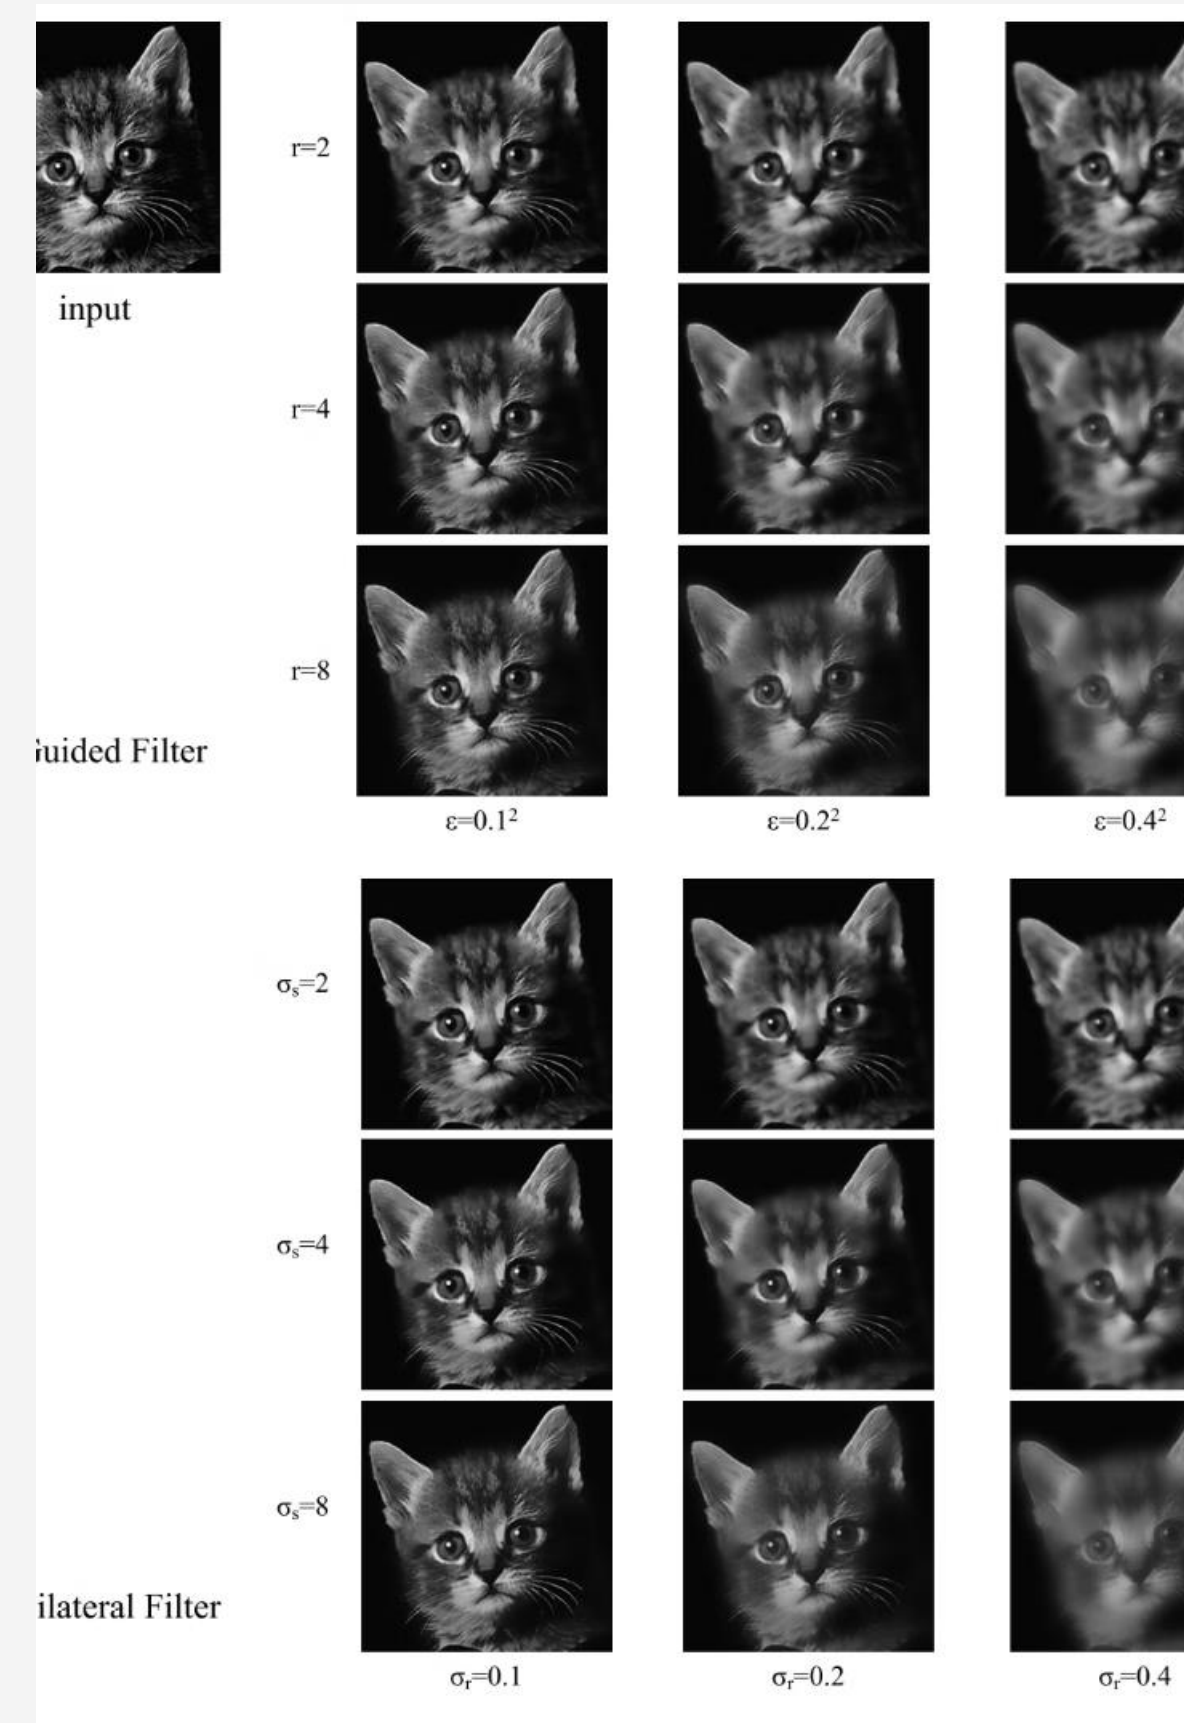 r=2
input
r=4
r=8
uided Filter
ε=0.1²
ε=0.2²
ε=0.4²
σₛ=2
σₛ=4
σₛ=8
ilateral Filter
σᵣ=0.1
σᵣ=0.2
σᵣ=0.4